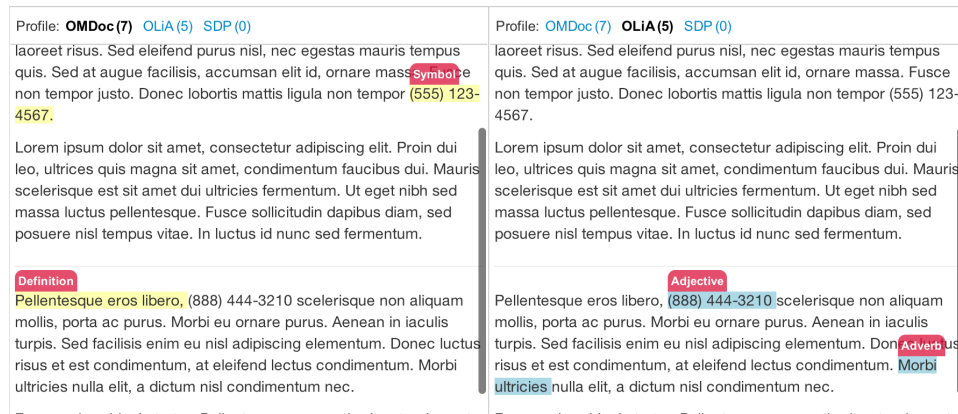 Profile: OMDoc (7) OLiA (5) SDP (0)
laoreet risus. Sed eleifend purus nisl, nec egestas mauris tempus
quis. Sed at augue facilisis, accumsan elit id, ornare
Symbol
non tempor justo. Donec lobortis mattis ligula non tempor (555) 123-
4567.
Lorem ipsum dolor sit amet, consectetur adipiscing elit. Proin dui
leo, ultrices quis magna sit amet, condimentum faucibus dui. Mauris
scelerisque est sit amet dui ultricies fermentum. Ut eget nibh sed
massa luctus pellentesque. Fusce sollicitudin dapibus diam, sed
posuere nisl tempus vitae. In luctus id nunc sed fermentum.
Definition
Pellentesque eros libero, (888) 444-3210 scelerisque non aliquam
mollis, porta ac purus. Morbi eu ornare purus. Aenean in iaculis
turpis. Sed facilisis enim eu nisl adipiscing elementum. Donec luctus
risus et est condimentum, at eleifend lectus condimentum. Morbi
ultricies nulla elit, a dictum nisl condimentum nec.
Profile: OMDoc (7) OLiA (5) SDP (0)
laoreet risus. Sed eleifend purus nisl, nec egestas mauris tempus
quis. Sed at augue facilisis, accumsan elit id, ornare massa. Fusce
non tempor justo. Donec lobortis mattis ligula non tempor (555) 123-
4567.
Lorem ipsum dolor sit amet, consectetur adipiscing elit. Proin dui
leo, ultrices quis magna sit amet, condimentum faucibus dui. Mauris
scelerisque est sit amet dui ultricies fermentum. Ut eget nibh sed
massa luctus pellentesque. Fusce sollicitudin dapibus diam, sed
posuere nisl tempus vitae. In luctus id nunc sed fermentum.
Adjective
Pellentesque eros libero, (888) 444-3210 scelerisque non aliquam
mollis, porta ac purus. Morbi eu ornare purus. Aenean in iaculis
turpis. Sed facilisis enim eu nisl adipiscing elementum.
Adverb
risus et est condimentum, at eleifend lectus condimentum. Morbi
ultricies nulla elit, a dictum nisl condimentum nec.